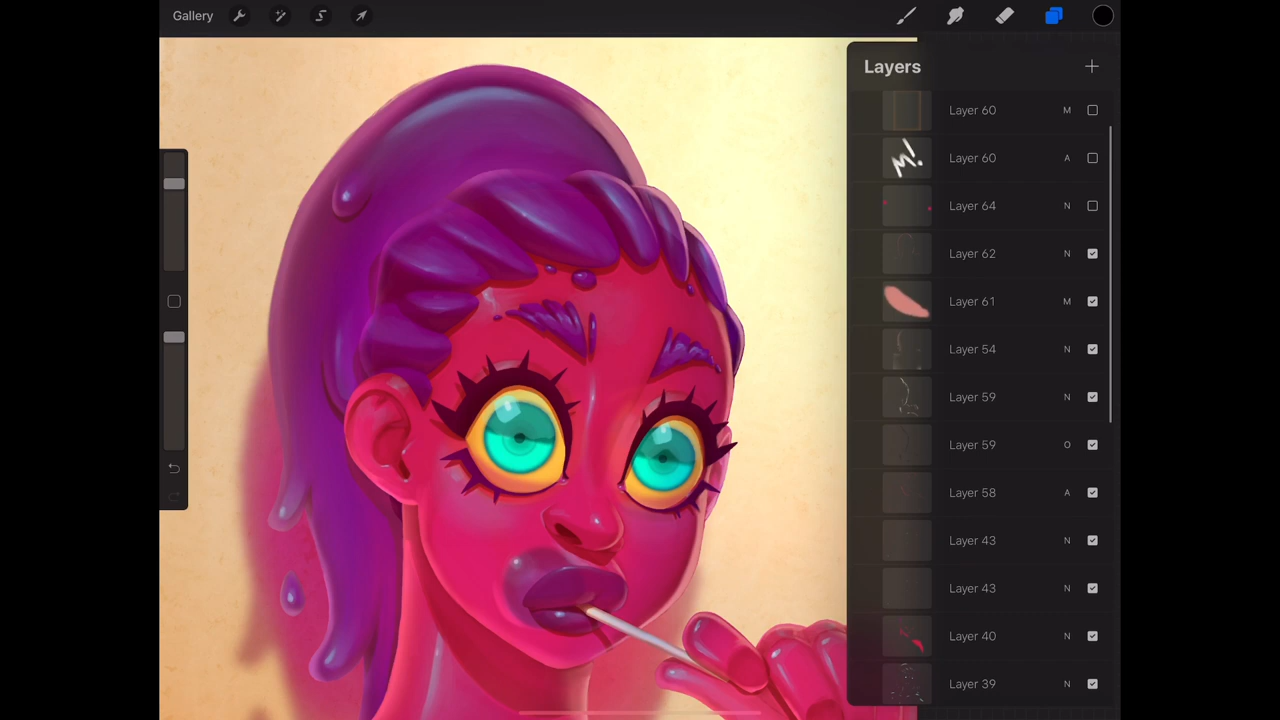 Gallery
Layers
Layer 60 M
Layer 60 A
Layer 64 N
Layer 62 N
Layer 61 M
Layer 54 N
Layer 59 N
Layer 59 O
Layer 58 A
Layer 43 N
Layer 43 N
Layer 40 N
Layer 39 N